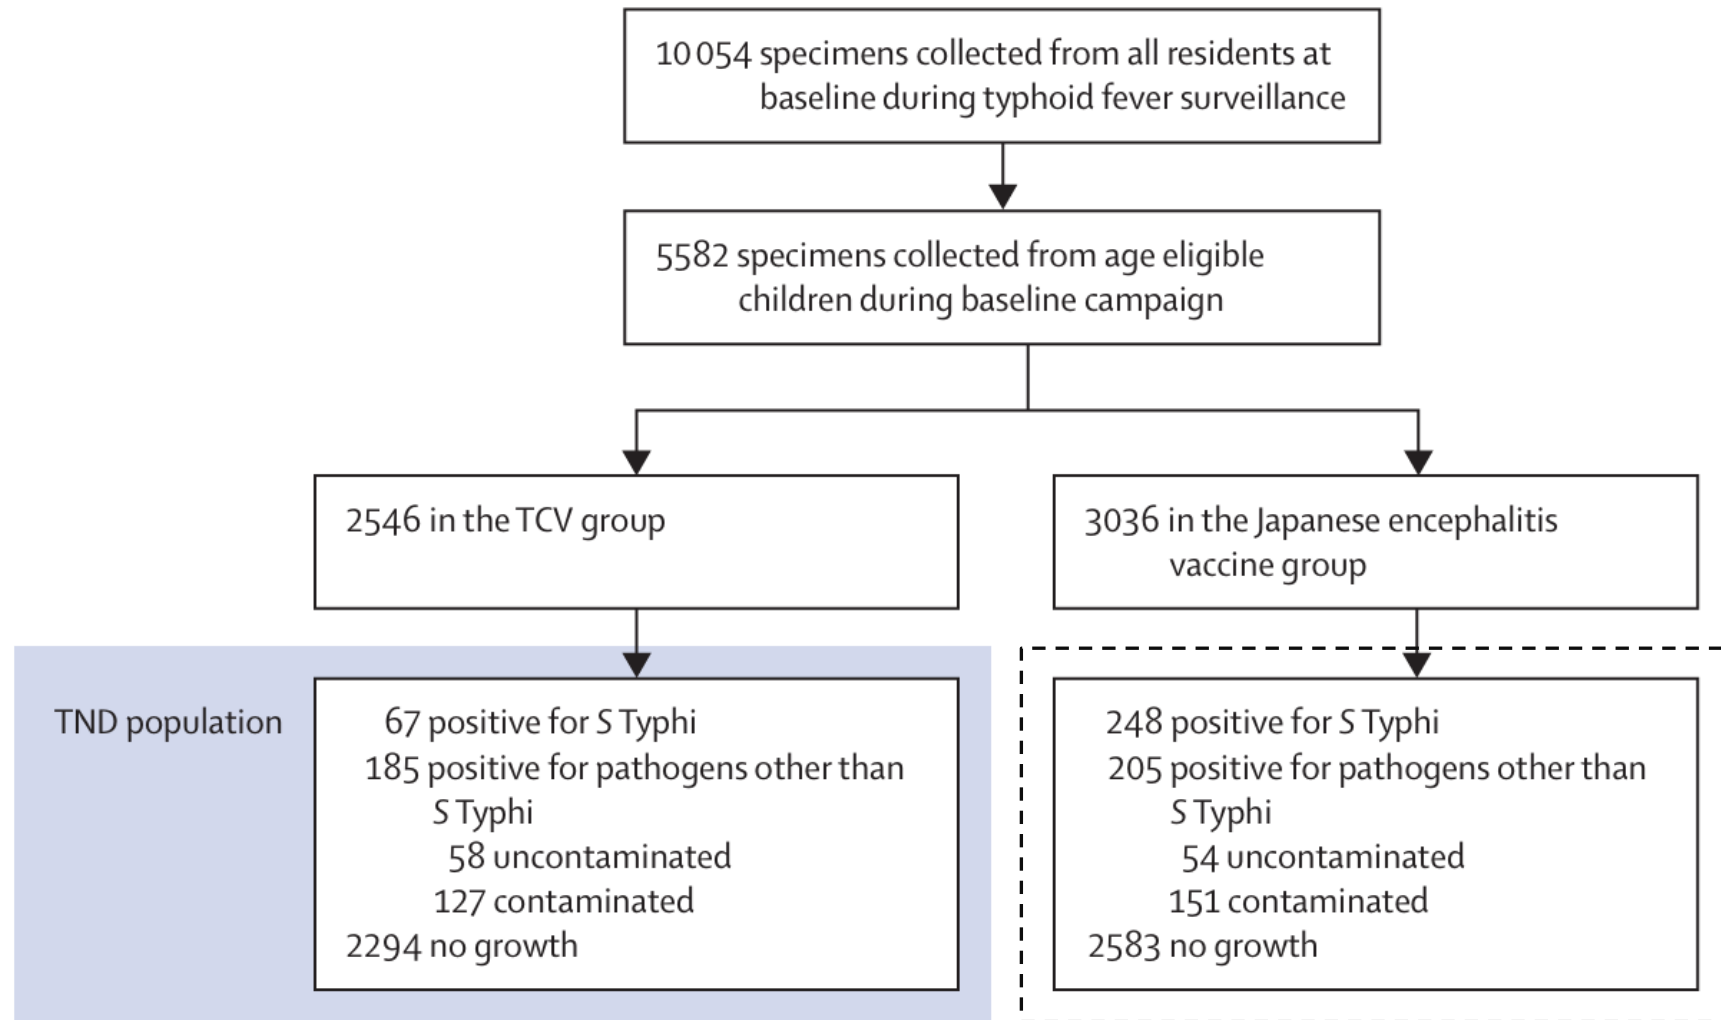 10 054 specimens collected from all residents at
baseline during typhoid fever surveillance
5582 specimens collected from age eligible
children during baseline campaign
2546 in the TCV group
3036 in the Japanese encephalitis
vaccine group
TND population
67 positive for S Typhi
185 positive for pathogens other than
S Typhi
58 uncontaminated
127 contaminated
2294 no growth
248 positive for S Typhi
205 positive for pathogens other than
S Typhi
54 uncontaminated
151 contaminated
2583 no growth